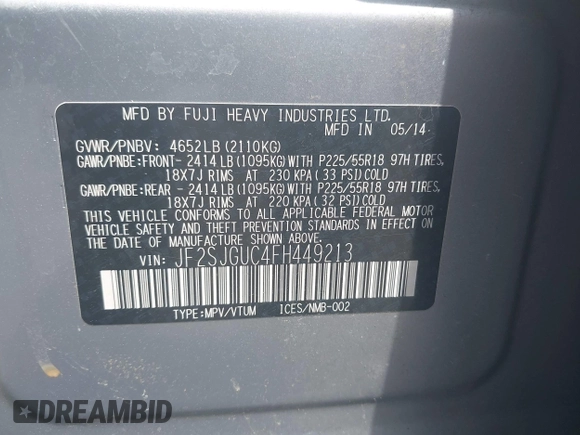 MFD BY FUJI HEAVY INDUSTRIES LTD.
MFD IN 05/14
GVWR/PNBV: 4652LB(2110KG)
GAWR/PNBE:FRONT- 2414LB(1095KG)WITH P225/55R18 97H TIRES,
18X7J RIMS AT 230 KPA(33 PSI)COLD
GAWR/PNBE:REAR - 2414LB(1095KG)WITH P225/55R18 97H TIRES,
18X7J RIMS AT 220 KPA(32 PSI)COLD
THIS VEHICLE CONFORMS TO ALL APPLICABLE FEDERAL MOTOR
VEHICLE SAFETY AND THEFT PREVENTION STANDARDS IN EFFECT ON
THE DATE OF MANUFACTURE SHOWN ABOVE.
VIN: JF2SJGUC4FH449213
TYPE:MPV/VTUM ICES/NMB-002
DREAMBID